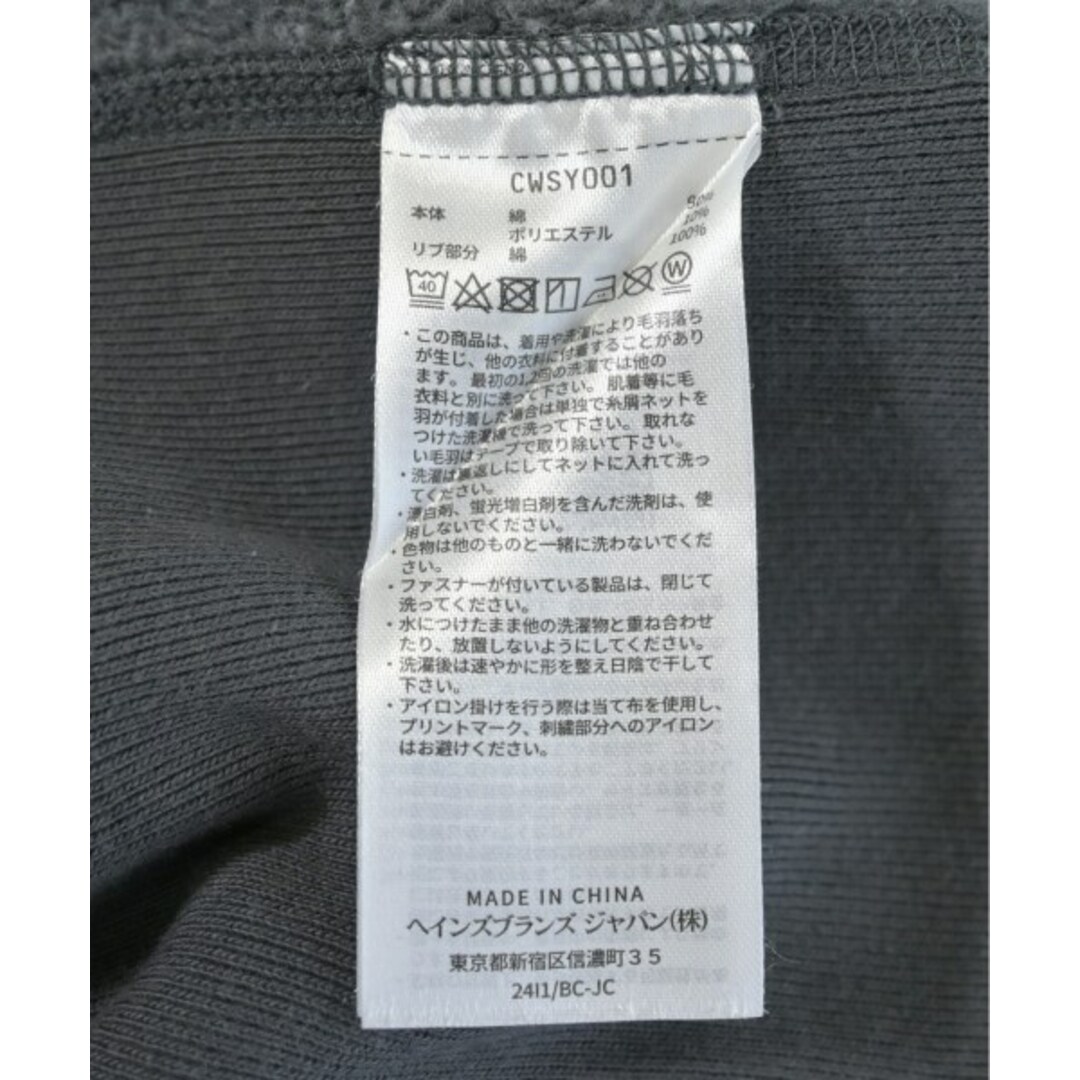 CWSY001
本体 綿
ポリエステル 10%
リブ部分 綿 100%
40
W
・この商品は、着用や洗濯により毛羽落ち
が生じ、他の衣料に付着することがあり
ます。最初の1,2回の洗濯では他の
衣料と別に洗って下さい。肌着等に毛
羽が付着した場合は単独で糸屑ネットを
つけた洗濯機で洗って下さい。取れな
い毛羽はテープで取り除いて下さい。
・洗濯は裏返しにしてネットに入れて洗っ
てください。
・漂白剤、蛍光増白剤を含んだ洗剤は、使
用しないでください。
・色物は他のものと一緒に洗わないでくだ
さい。
・ファスナーが付いている製品は、閉じて
洗ってください。
・水につけたまま他の洗濯物と重ね合わせ
たり、放置しないようにしてください。
・洗濯後は速やかに形を整え日陰で干して
下さい。
・アイロン掛けを行う際は当て布を使用し、
プリントマーク、刺繍部分へのアイロン
はお避けください。
MADE IN CHINA
ヘインズブランズ ジャパン(株)
東京都新宿区信濃町３５
24I1/BC-JC